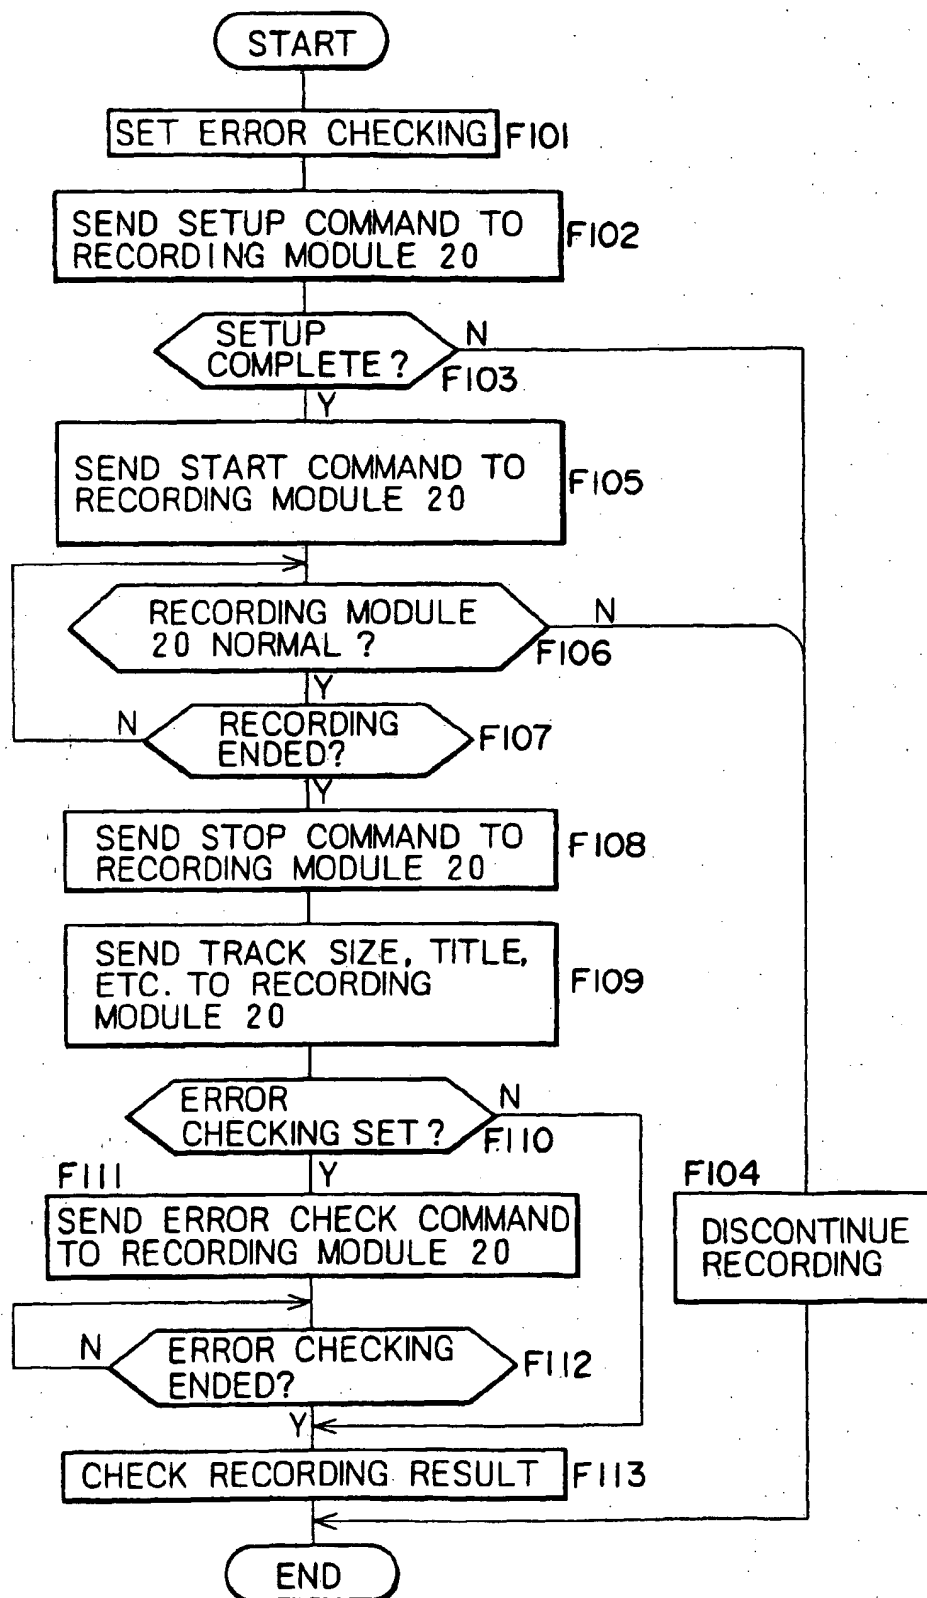 START
SET ERROR CHECKING F101
SEND SETUP COMMAND TO
RECORDING MODULE 20
F102
SETUP
COMPLETE ?
N
F103
Y
SEND START COMMAND TO
RECORDING MODULE 20
F105
RECORDING MODULE
20 NORMAL ?
N
F106
Y
N
RECORDING
ENDED?
F107
Y
SEND STOP COMMAND TO
RECORDING MODULE 20
F108
SEND TRACK SIZE, TITLE,
ETC. TO RECORDING
MODULE 20
F109
ERROR
CHECKING SET ?
N
F110
Y
F111
SEND ERROR CHECK COMMAND
TO RECORDING MODULE 20
F104
DISCONTINUE
RECORDING
N
ERROR CHECKING
ENDED?
F112
Y
CHECK RECORDING RESULT F113
END